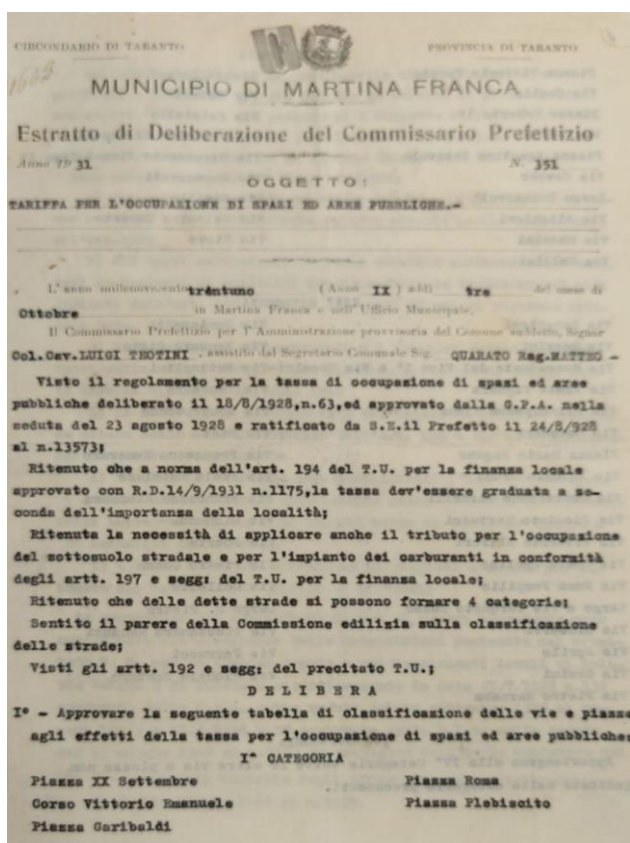 CIRCONDARIO DI TARANTO
PROVINCIA DI TARANTO
MUNICIPIO DI MARTINA FRANCA
Estratto di Deliberazione del Commissario Prefettizio
Anno 1931
N. 351
OGGETTO:
TARIFFA PER L'OCCUPAZIONE DI SPAZI ED AREE PUBBLICHE.-
L'anno millenovecentotrentuno (Anno IX) addì tre del mese di
Ottobre in Martina Franca e nell'Ufficio Municipale.
Il Commissario Prefettizio per l'Amministrazione provvisoria del Comune suddetto, Signor
Col.Cav.LUIGI TROTINI, assistito dal Segretario Comunale Sig. QUARATO Rag.MATTEO -
Visto il regolamento per la tassa di occupazione di spazi ed aree
pubbliche deliberato il 18/8/1928,n.63,ed approvato dalla G.P.A. nella
seduta del 23 agosto 1928 e ratificato da S.E.il Prefetto il 24/8/928
al n.13573;
Ritenuto che a norma dell'art. 194 del T.U. per la finanza locale
approvato con R.D.14/9/1931 n.1175,la tassa dev'essere graduata a se-
conda dell'importanza della località;
Ritenuta la necessità di applicare anche il tributo per l'occupazione
del sottosuolo stradale e per l'impianto dei carburanti in conformità
degli artt. 197 e segg: del T.U. per la finanza locale;
Ritenuto che delle dette strade si possono formare 4 categorie;
Sentito il parere della Commissione edilizia sulla classificazione
delle strade;
Visti gli artt. 192 e segg: del precitato T.U.;
DELIBERA
I° - Approvare la seguente tabella di classificazione delle vie e piazze
agli effetti della tassa per l'occupazione di spazi ed aree pubbliche:
I^ CATEGORIA
Piazza XX Settembre
Piazza Roma
Corso Vittorio Emanuele
Piazza Plebiscito
Piazza Garibaldi